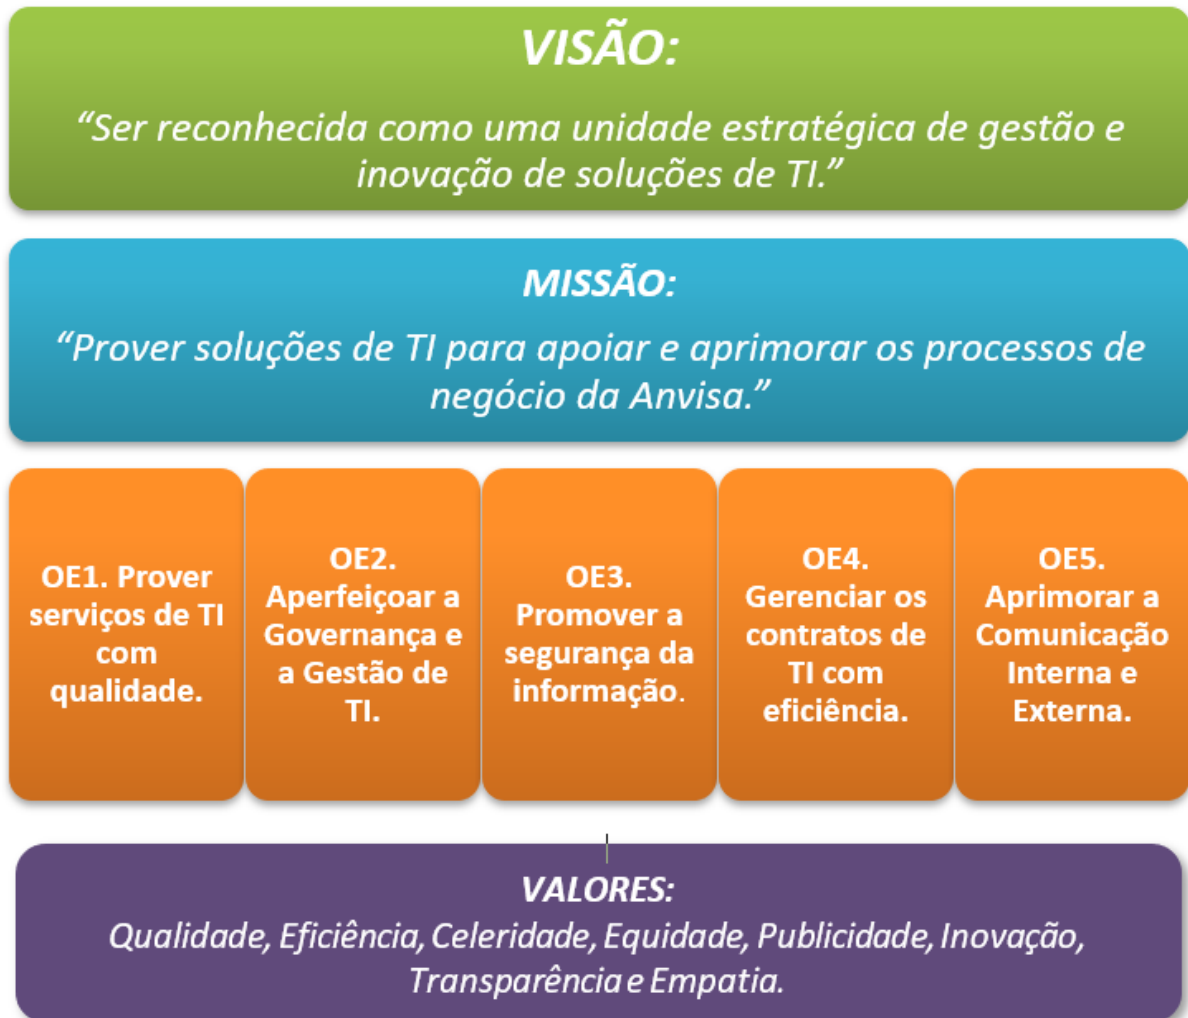 VISÃO:
“Ser reconhecida como uma unidade estratégica de gestão e
inovação de soluções de TI.”
MISSÃO:
“Prover soluções de TI para apoiar e aprimorar os processos de
negócio da Anvisa.”
OE1. Prover
serviços de TI
com
qualidade.
OE2.
Aperfeiçoar a
Governança e
a Gestão de
TI.
OE3.
Promover a
segurança da
informação.
OE4.
Gerenciar os
contratos de
TI com
eficiência.
OE5.
Aprimorar a
Comunicação
Interna e
Externa.
VALORES:
Qualidade, Eficiência, Celeridade, Equidade, Publicidade, Inovação,
Transparência e Empatia.